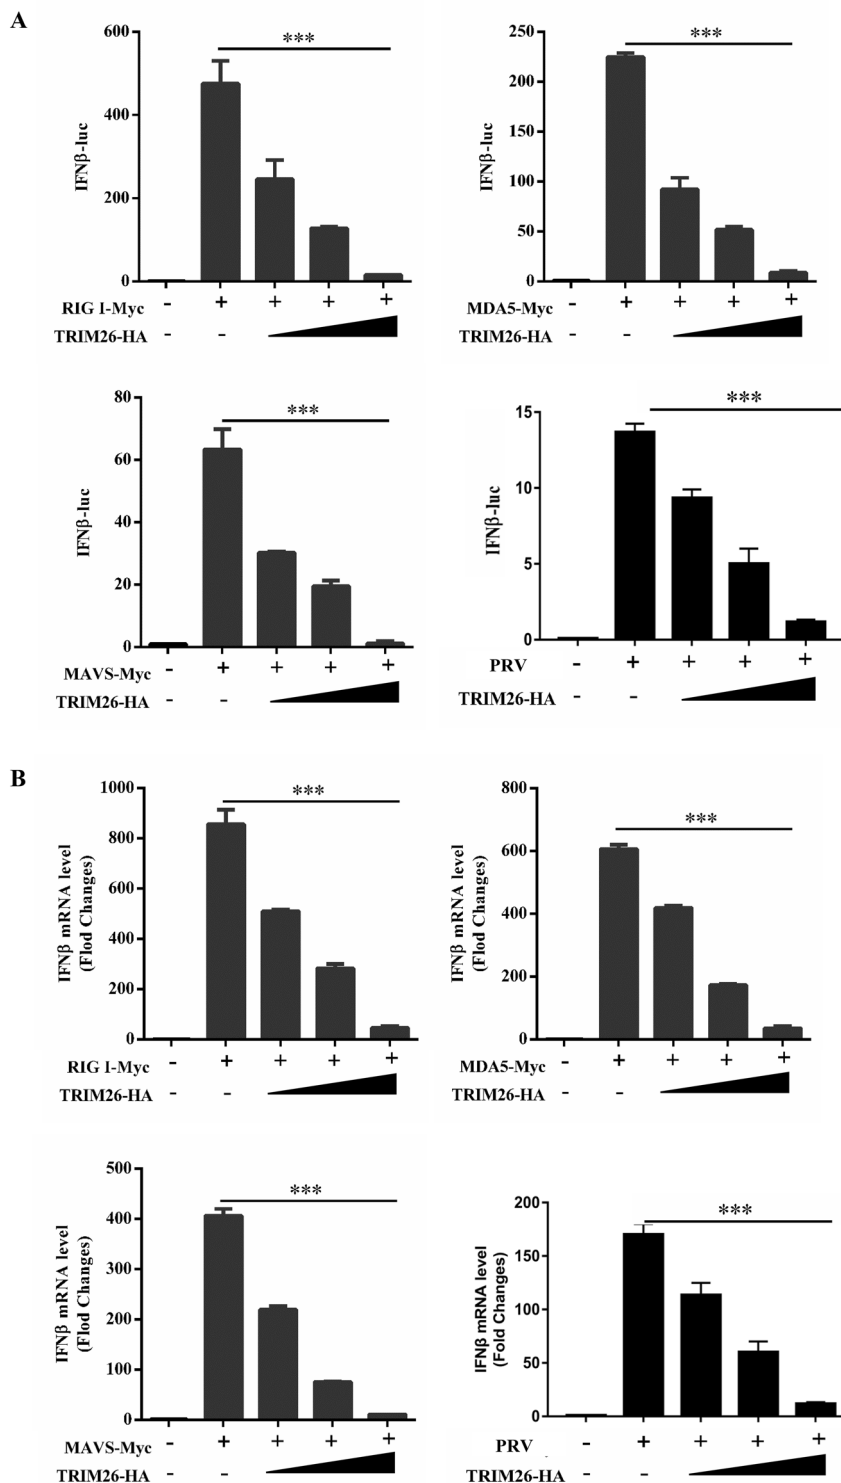 A
IFNβ-luc
600
400
200
0
***
RIG I-Myc - + + + +
TRIM26-HA - -
IFNβ-luc
250
200
150
100
50
0
***
MDA5-Myc - + + + +
TRIM26-HA - -
IFNβ-luc
80
60
40
20
0
***
MAVS-Myc - + + + +
TRIM26-HA - -
IFNβ-luc
15
10
5
0
***
PRV - + + + +
TRIM26-HA - -
B
IFNβ mRNA level
(Flod Changes)
1000
800
600
400
200
0
***
RIG I-Myc - + + + +
TRIM26-HA - -
IFNβ mRNA level
(Flod Changes)
800
600
400
200
0
***
MDA5-Myc - + + + +
TRIM26-HA - -
IFNβ mRNA level
(Flod Changes)
500
400
300
200
100
0
***
MAVS-Myc - + + + +
TRIM26-HA - -
IFNβ mRNA level
(Fold Changes)
200
150
100
50
0
***
PRV - + + + +
TRIM26-HA - -